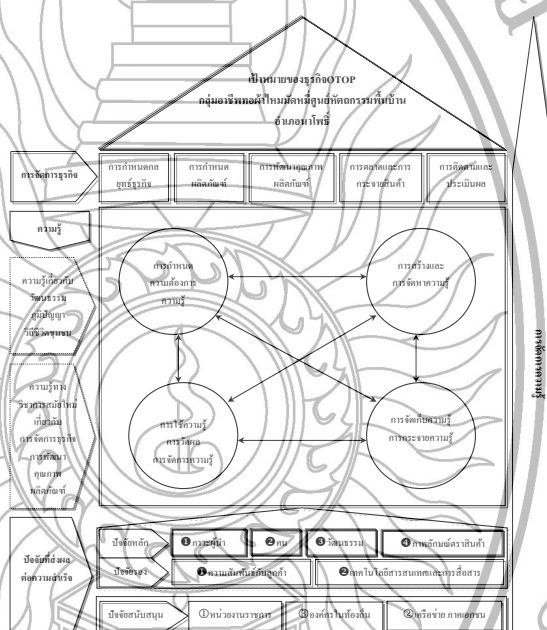 เป้าหมายของธุรกิจOTOP
กลุ่มอาชีพทอผ้าไหมมัดหมี่ศูนย์หัตถกรรมพื้นบ้าน
อำเภอนาโพธิ์
การจัดการธุรกิจ
การกำหนดกล
ยุทธ์ธุรกิจ
การกำหนด
ผลิตภัณฑ์
การพัฒนาคุณภาพ
ผลิตภัณฑ์
การตลาดและการ
กระจายสินค้า
การติดตามและ
ประเมินผล
ความรู้
ความรู้เกี่ยวกับ
วัฒนธรรม
ภูมิปัญญา
วิถีชีวิตชุมชน
ความรู้ทาง
วิชาการสมัยใหม่
เกี่ยวกับ
การจัดการธุรกิจ
การพัฒนา
คุณภาพ
ผลิตภัณฑ์
การกำหนด
ความต้องการ
ความรู้
การสร้างและ
การจัดหาความรู้
การใช้ความรู้
การวัดผล
การจัดการความรู้
การจัดเก็บความรู้
การกระจายความรู้
การจัดการความรู้
ปัจจัยที่ส่งผล
ต่อความสำเร็จ
ปัจจัยหลัก
❶ภาวะผู้นำ
❷คน
❸วัฒนธรรม
❹ภาพลักษณ์ตราสินค้า
ปัจจัยรอง
❶ความสัมพันธ์กับลูกค้า
❷เทคโนโลยีสารสนเทศและการสื่อสาร
ปัจจัยสนับสนุน
①หน่วยงานราชการ
③องค์กรในท้องถิ่น
②เครือข่าย ภาคเอกชน